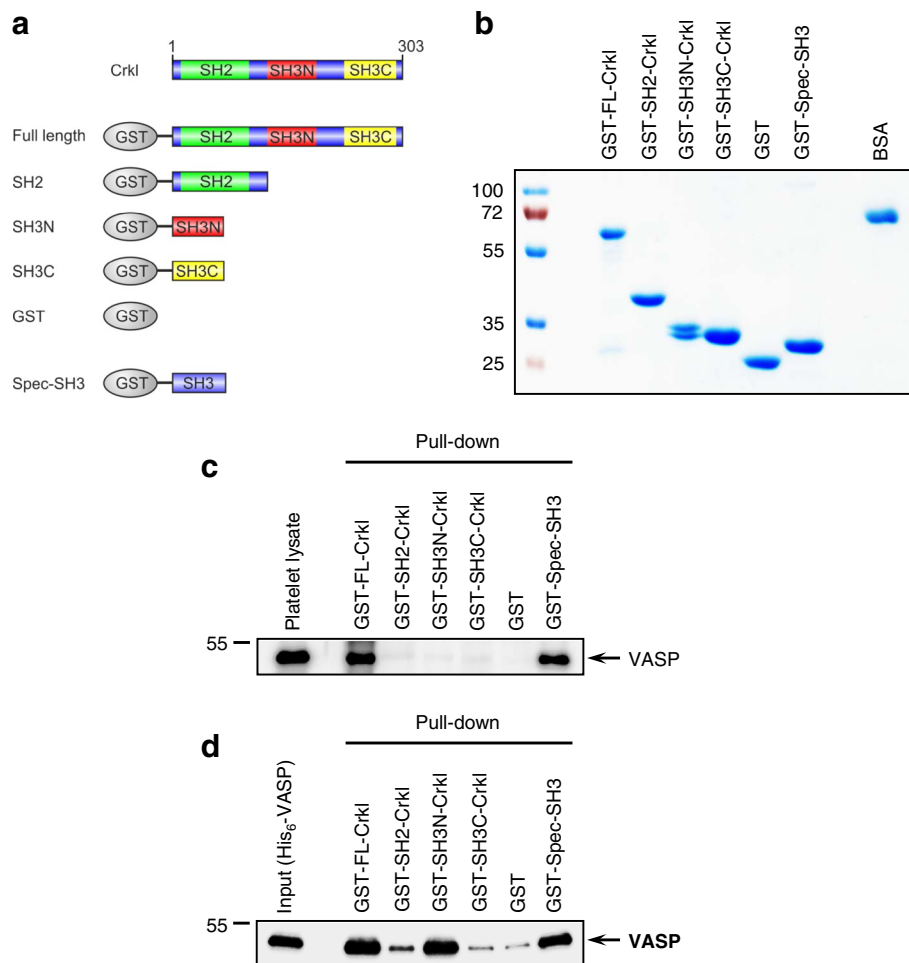 a
1 303
CrkI SH2 SH3N SH3C
Full length GST SH2 SH3N SH3C
SH2 GST SH2
SH3N GST SH3N
SH3C GST SH3C
GST GST
Spec-SH3 GST SH3
b
GST-FL-CrkI
GST-SH2-CrkI
GST-SH3N-CrkI
GST-SH3C-CrkI
GST
GST-Spec-SH3
BSA
100
72
55
35
25
c
Pull-down
Platelet lysate
GST-FL-CrkI
GST-SH2-CrkI
GST-SH3N-CrkI
GST-SH3C-CrkI
GST
GST-Spec-SH3
55
VASP
d
Pull-down
Input (His6-VASP)
GST-FL-CrkI
GST-SH2-CrkI
GST-SH3N-CrkI
GST-SH3C-CrkI
GST
GST-Spec-SH3
55
VASP